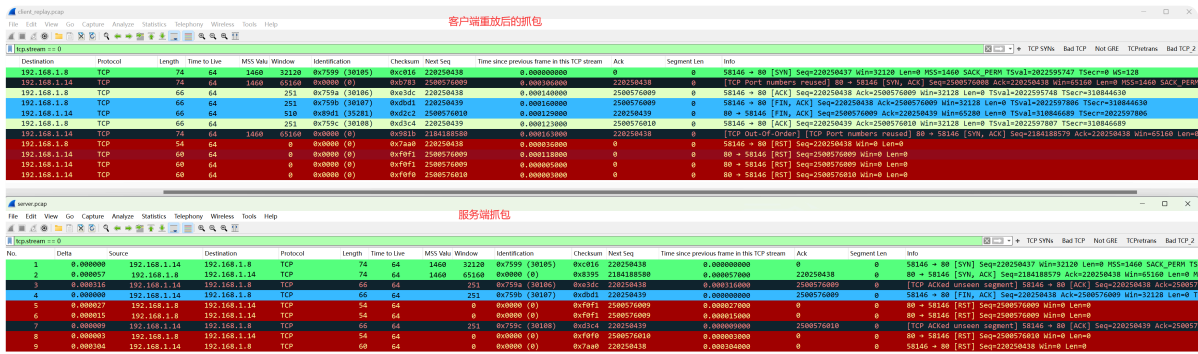 client_replay.pcap
客户端重放后的抓包
File Edit View Go Capture Analyze Statistics Telephony Wireless Tools Help
tcp.stream == 0 + TCP SYNs Bad TCP Not GRE TCPretrans Bad TCP_2
Destination Protocol Length Time to Live MSS Valu Window Identification Checksum Next Seq Time since previous frame in this TCP stream Ack Segment Len Info
192.168.1.8 TCP 74 64 1460 32120 0x7599 (30105) 0xc016 220250438 0.000000000 0 0 58146 → 80 [SYN] Seq=220250437 Win=32120 Len=0 MSS=1460 SACK_PERM TSval=2022595747 TSecr=0 WS=128
192.168.1.14 TCP 74 64 1460 65160 0x0000 (0) 0xb783 2500576009 0.000306000 220250438 0 [TCP Port numbers reused] 80 → 58146 [SYN, ACK] Seq=2500576008 Ack=220250438 Win=65160 Len=0 MSS
192.168.1.8 TCP 66 64 251 0x759a (30106) 0xe3dc 220250438 0.000140000 2500576009 0 58146 → 80 [ACK] Seq=220250438 Ack=2500576009 Win=32128 Len=0 TSval=2022595748 TSecr=310844630
192.168.1.8 TCP 66 64 251 0x759b (30107) 0xdbd1 220250439 0.000160000 2500576009 0 58146 → 80 [FIN, ACK] Seq=220250438 Ack=2500576009 Win=32128 Len=0 TSval=2022597806 TSecr=310844630
192.168.1.14 TCP 66 64 510 0x89d1 (35281) 0xd2c2 2500576010 0.000129000 220250439 0 80 → 58146 [FIN, ACK] Seq=2500576009 Ack=220250439 Win=65280 Len=0 TSval=310846689 TSecr=2022597806
192.168.1.8 TCP 66 64 251 0x759c (30108) 0xd3c4 220250439 0.000123000 2500576010 0 58146 → 80 [ACK] Seq=220250439 Ack=2500576010 Win=32128 Len=0 TSval=2022597807 TSecr=310846689
192.168.1.14 TCP 74 64 1460 65160 0x0000 (0) 0x981b 2184188580 0.000163000 220250438 0 [TCP Out-Of-Order] [TCP Port numbers reused] 80 → 58146 [SYN, ACK] Seq=2184188579 Ack=220250438 Win=65160 Len=0
192.168.1.8 TCP 54 64 0 0x0000 (0) 0x7aa0 220250438 0.000036000 0 58146 → 80 [RST] Seq=220250438 Win=0 Len=0
192.168.1.14 TCP 60 64 0 0x0000 (0) 0xf0f1 2500576009 0.000118000 0 80 → 58146 [RST] Seq=2500576009 Win=0 Len=0
192.168.1.14 TCP 60 64 0 0x0000 (0) 0xf0f1 2500576009 0.000005000 0 80 → 58146 [RST] Seq=2500576009 Win=0 Len=0
192.168.1.14 TCP 60 64 0 0x0000 (0) 0xf0f0 2500576010 0.000003000 0 80 → 58146 [RST] Seq=2500576010 Win=0 Len=0
server.pcap
服务端抓包
File Edit View Go Capture Analyze Statistics Telephony Wireless Tools Help
tcp.stream == 0 + TCP SYNs Bad TCP Not GRE TCPretrans Bad TCP_2
No. Delta Source Destination Protocol Length Time to Live MSS Valu Window Identification Checksum Next Seq Time since previous frame in this TCP stream Ack Segment Len Info
1 0.000000 192.168.1.14 192.168.1.8 TCP 74 64 1460 32120 0x7599 (30105) 0xc016 220250438 0.000000000 0 0 58146 → 80 [SYN] Seq=220250437 Win=32120 Len=0 MSS=1460 SACK_PERM TS
2 0.000057 192.168.1.8 192.168.1.14 TCP 74 64 1460 65160 0x0000 (0) 0x8395 2184188580 0.000057000 220250438 0 80 → 58146 [SYN, ACK] Seq=2184188579 Ack=220250438 Win=65160 Len=0 M
3 0.000316 192.168.1.14 192.168.1.8 TCP 66 64 251 0x759a (30106) 0xe3dc 220250438 0.000316000 2500576009 0 [TCP ACKed unseen segment] 58146 → 80 [ACK] Seq=220250438 Ack=25005
4 0.000000 192.168.1.14 192.168.1.8 TCP 66 64 251 0x759b (30107) 0xdbd1 220250439 0.000000000 2500576009 0 58146 → 80 [FIN, ACK] Seq=220250438 Ack=2500576009 Win=32128 Len=0 T
5 0.000027 192.168.1.8 192.168.1.14 TCP 54 64 0 0x0000 (0) 0xf0f1 2500576009 0.000027000 0 80 → 58146 [RST] Seq=2500576009 Win=0 Len=0
6 0.000015 192.168.1.8 192.168.1.14 TCP 54 64 0 0x0000 (0) 0xf0f1 2500576009 0.000015000 0 80 → 58146 [RST] Seq=2500576009 Win=0 Len=0
7 0.000009 192.168.1.14 192.168.1.8 TCP 66 64 251 0x759c (30108) 0xd3c4 220250439 0.000009000 2500576010 0 [TCP ACKed unseen segment] 58146 → 80 [ACK] Seq=220250439 Ack=25005
8 0.000003 192.168.1.8 192.168.1.14 TCP 54 64 0 0x0000 (0) 0xf0f0 2500576010 0.000003000 0 80 → 58146 [RST] Seq=2500576010 Win=0 Len=0
9 0.000304 192.168.1.14 192.168.1.8 TCP 60 64 0 0x0000 (0) 0x7aa0 220250438 0.000304000 0 58146 → 80 [RST] Seq=220250438 Win=0 Len=0